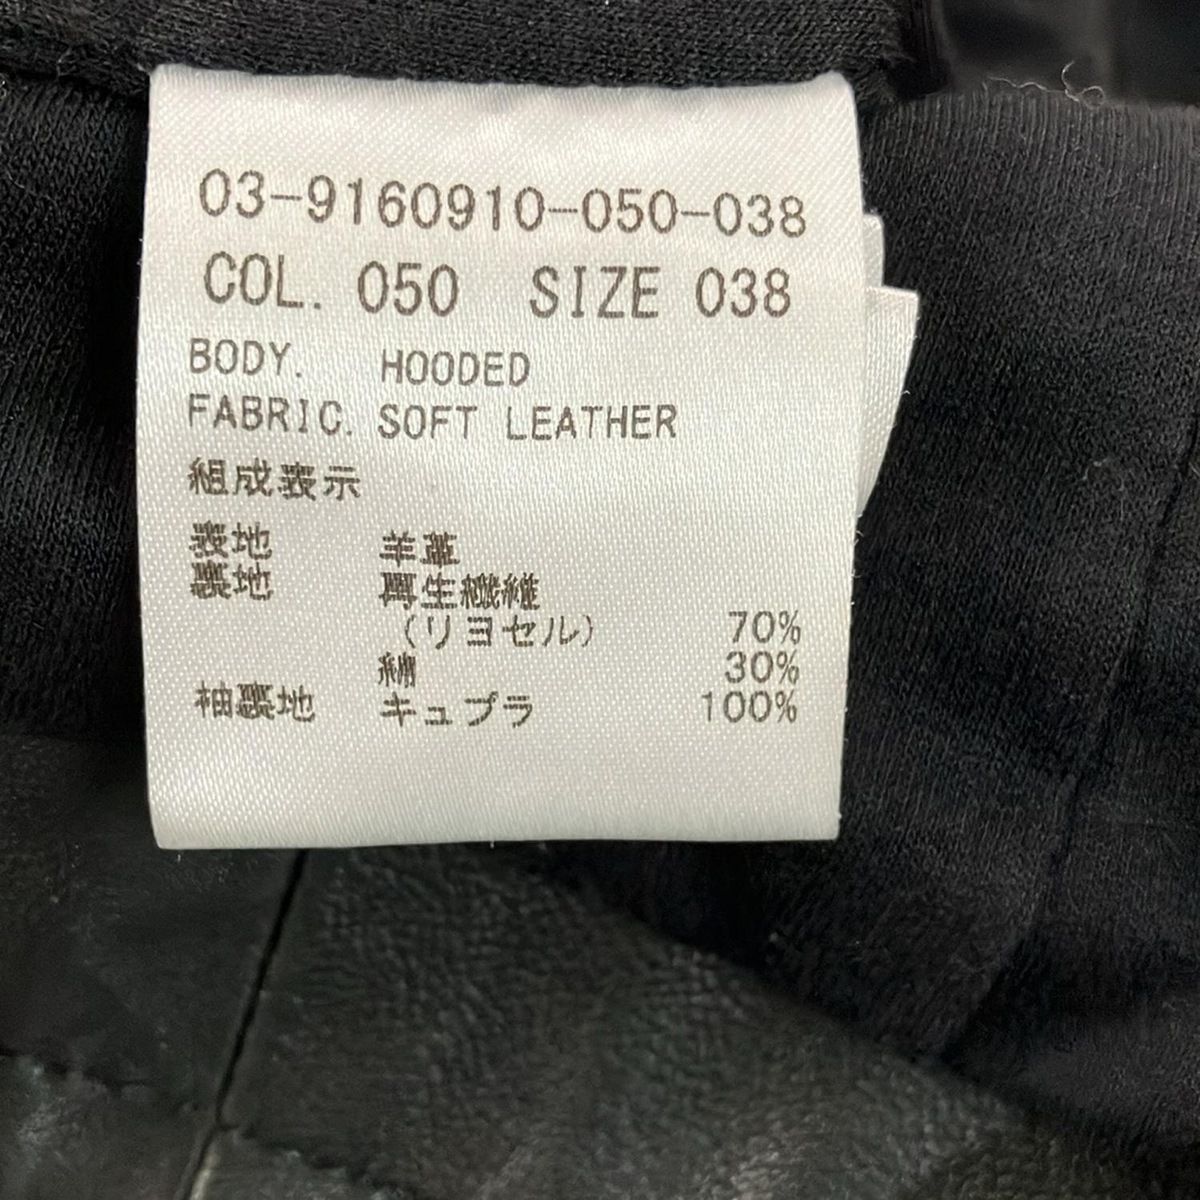 03-9160910-050-038
COL. 050 SIZE 038
BODY. HOODED
FABRIC. SOFT LEATHER
組成表示
表地 羊革
裏地 再生繊維
(リヨセル) 70%
綿 30%
袖裏地 キュプラ 100%